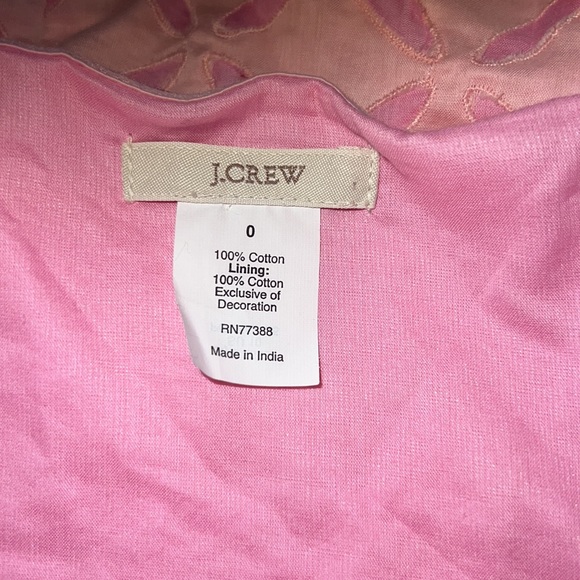 J.CREW
0
100% Cotton
Lining:
100% Cotton
Exclusive of
Decoration
RN77388
Made in India